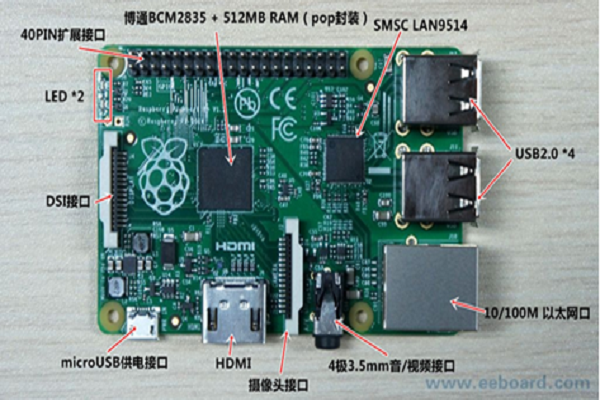 博通BCM2835 + 512MB RAM（pop封装）
SMSC LAN9514
40PIN扩展接口
LED *2
USB2.0 *4
DSI接口
HDMI
10/100M 以太网口
microUSB供电接口
HDMI
摄像头接口
4极3.5mm音/视频接口
www.eeboard.com